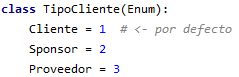 class TipoCliente(Enum):
    Cliente = 1  # <- por defecto
    Sponsor = 2
    Proveedor = 3